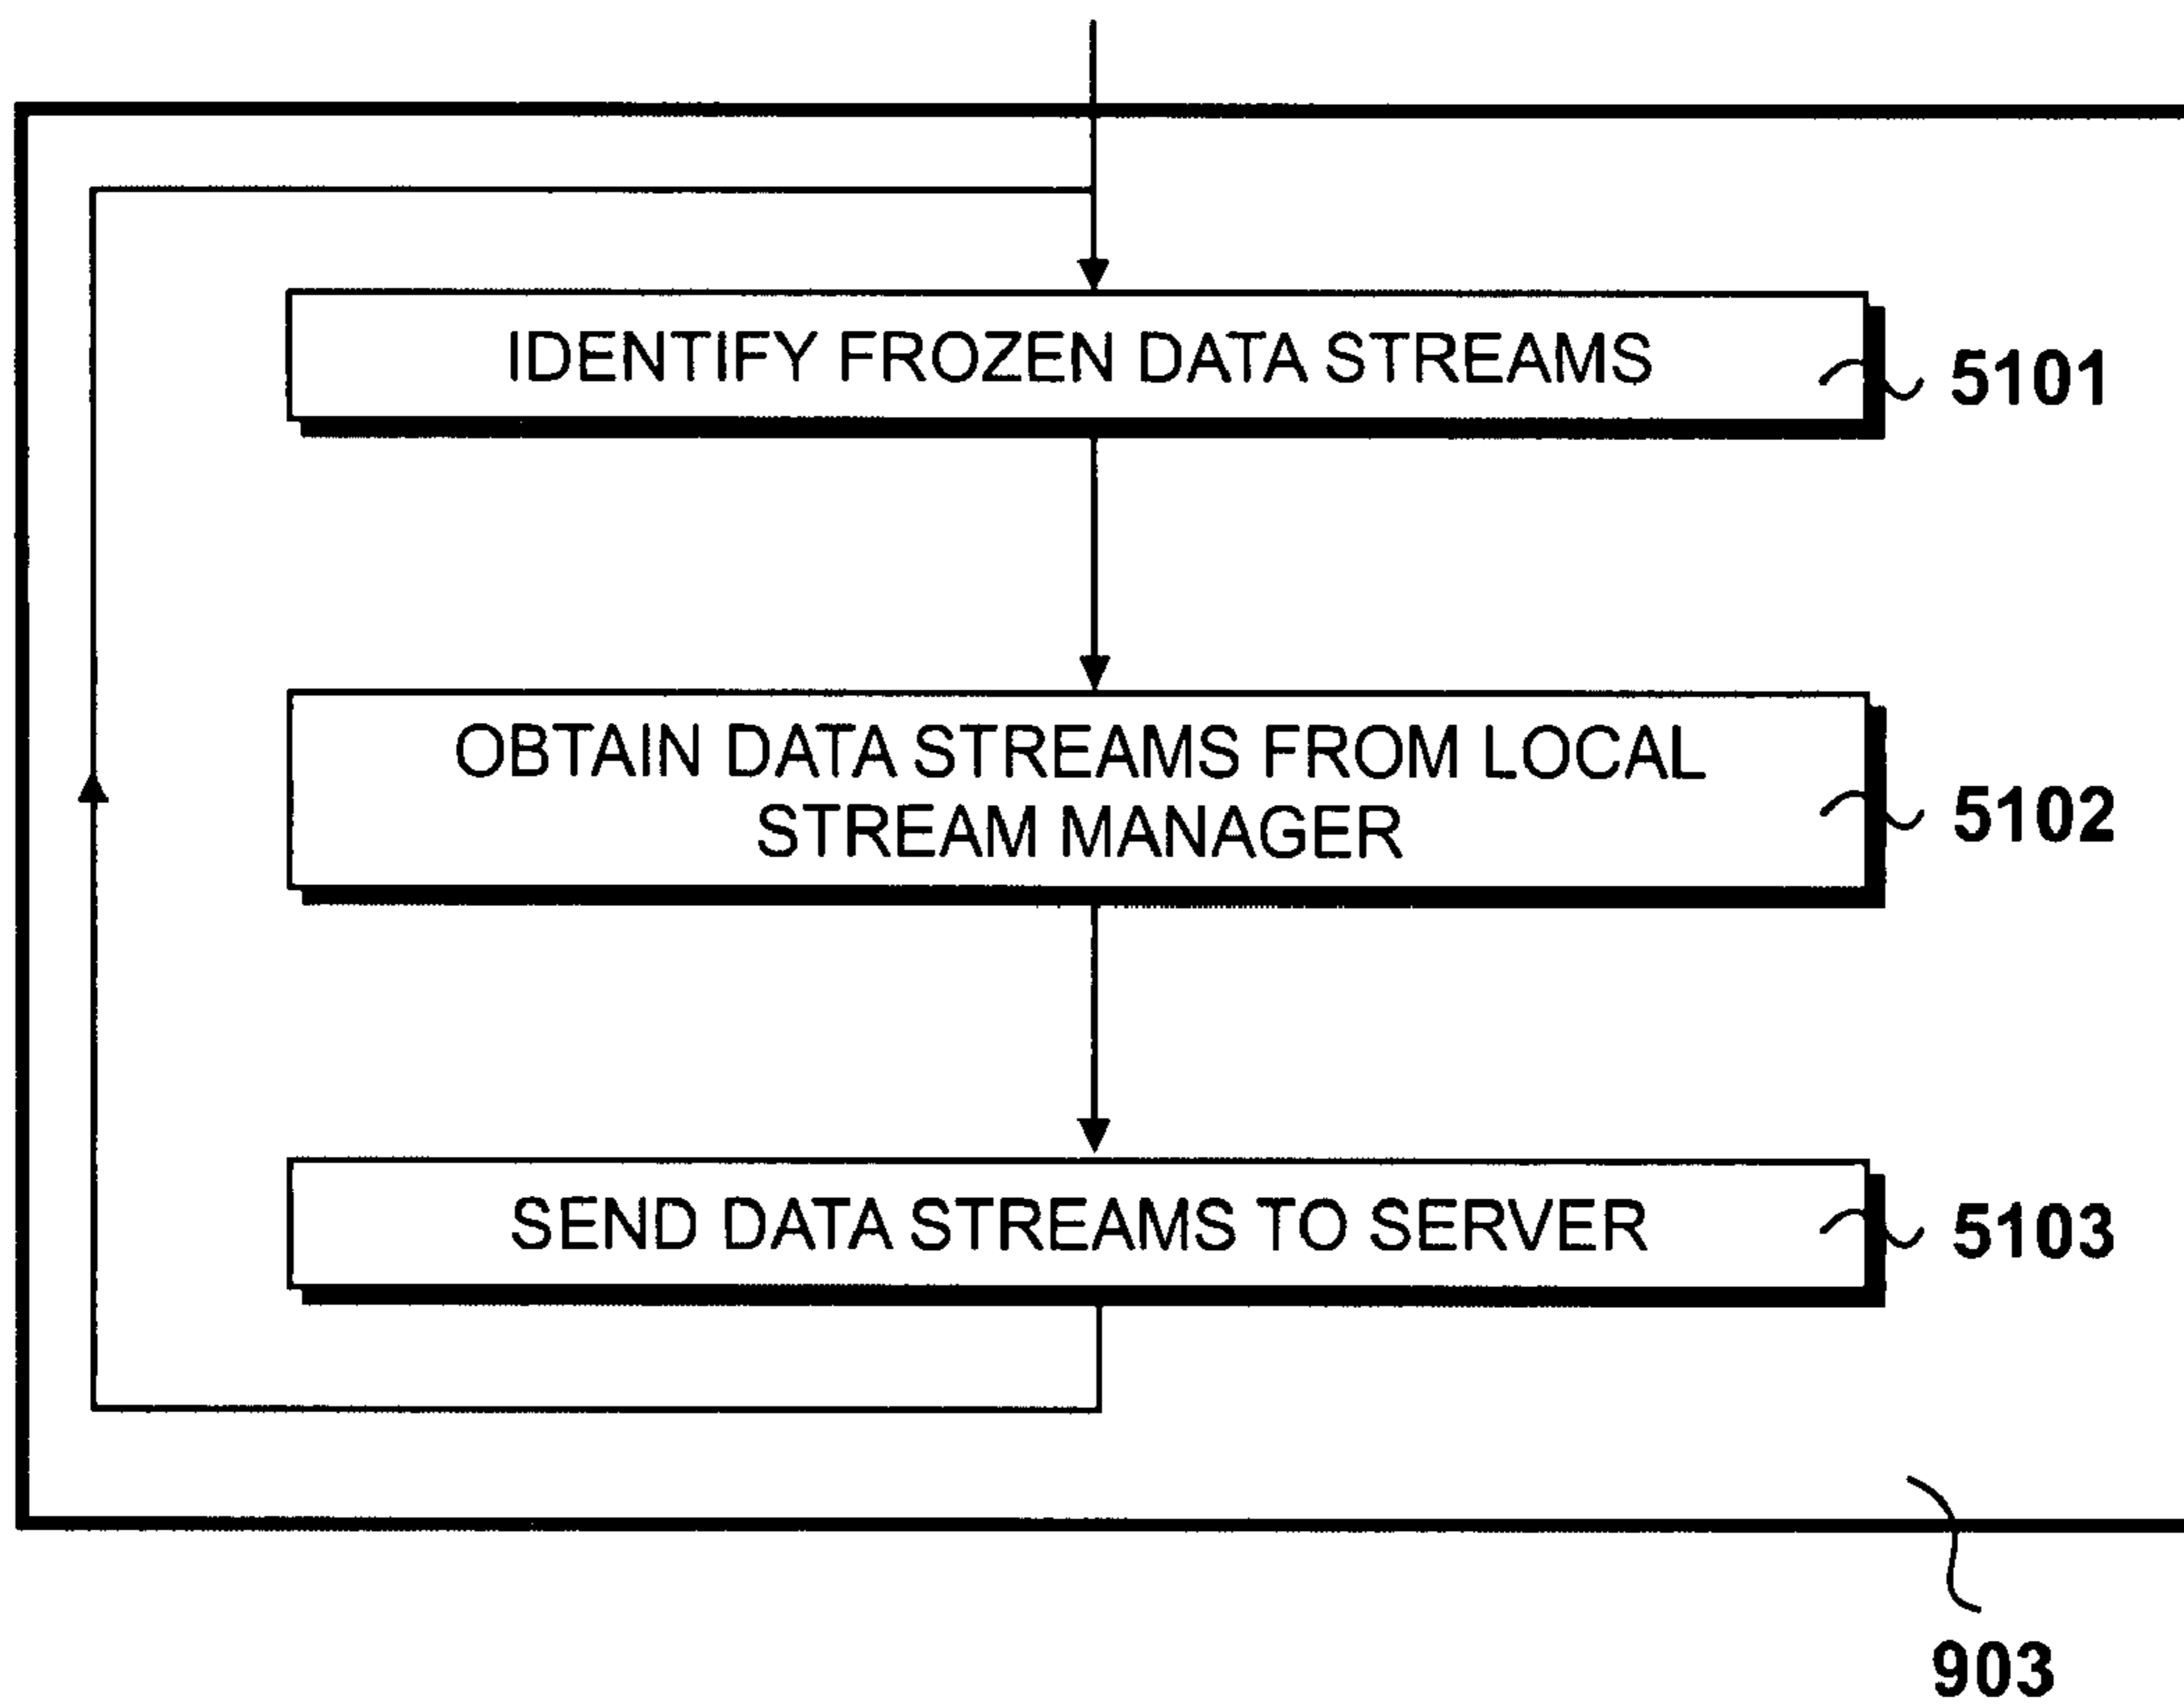 IDENTIFY FROZEN DATA STREAMS
5101
OBTAIN DATA STREAMS FROM LOCAL
STREAM MANAGER
5102
SEND DATA STREAMS TO SERVER
5103
903